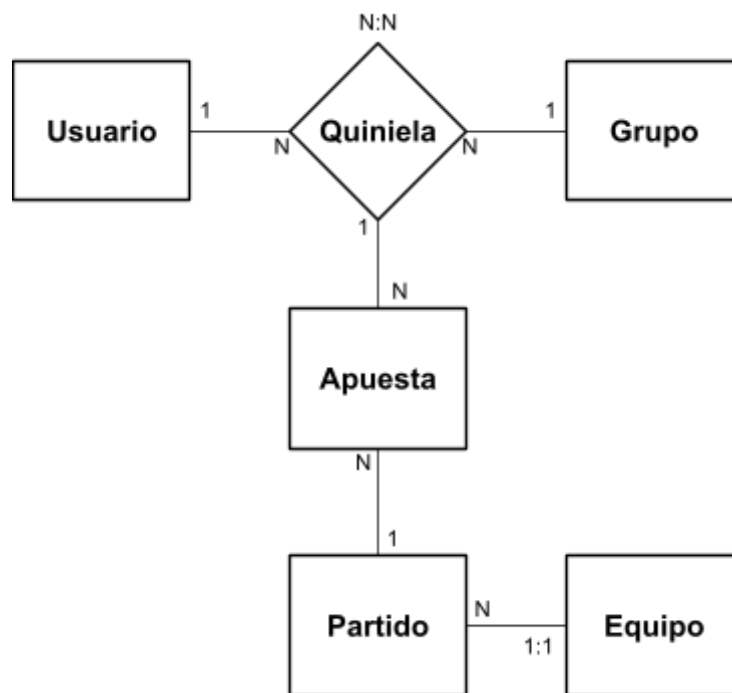 N:N
Usuario
1
N
Quiniela
N
1
Grupo
1
N
Apuesta
N
1
Partido
N
1:1
Equipo